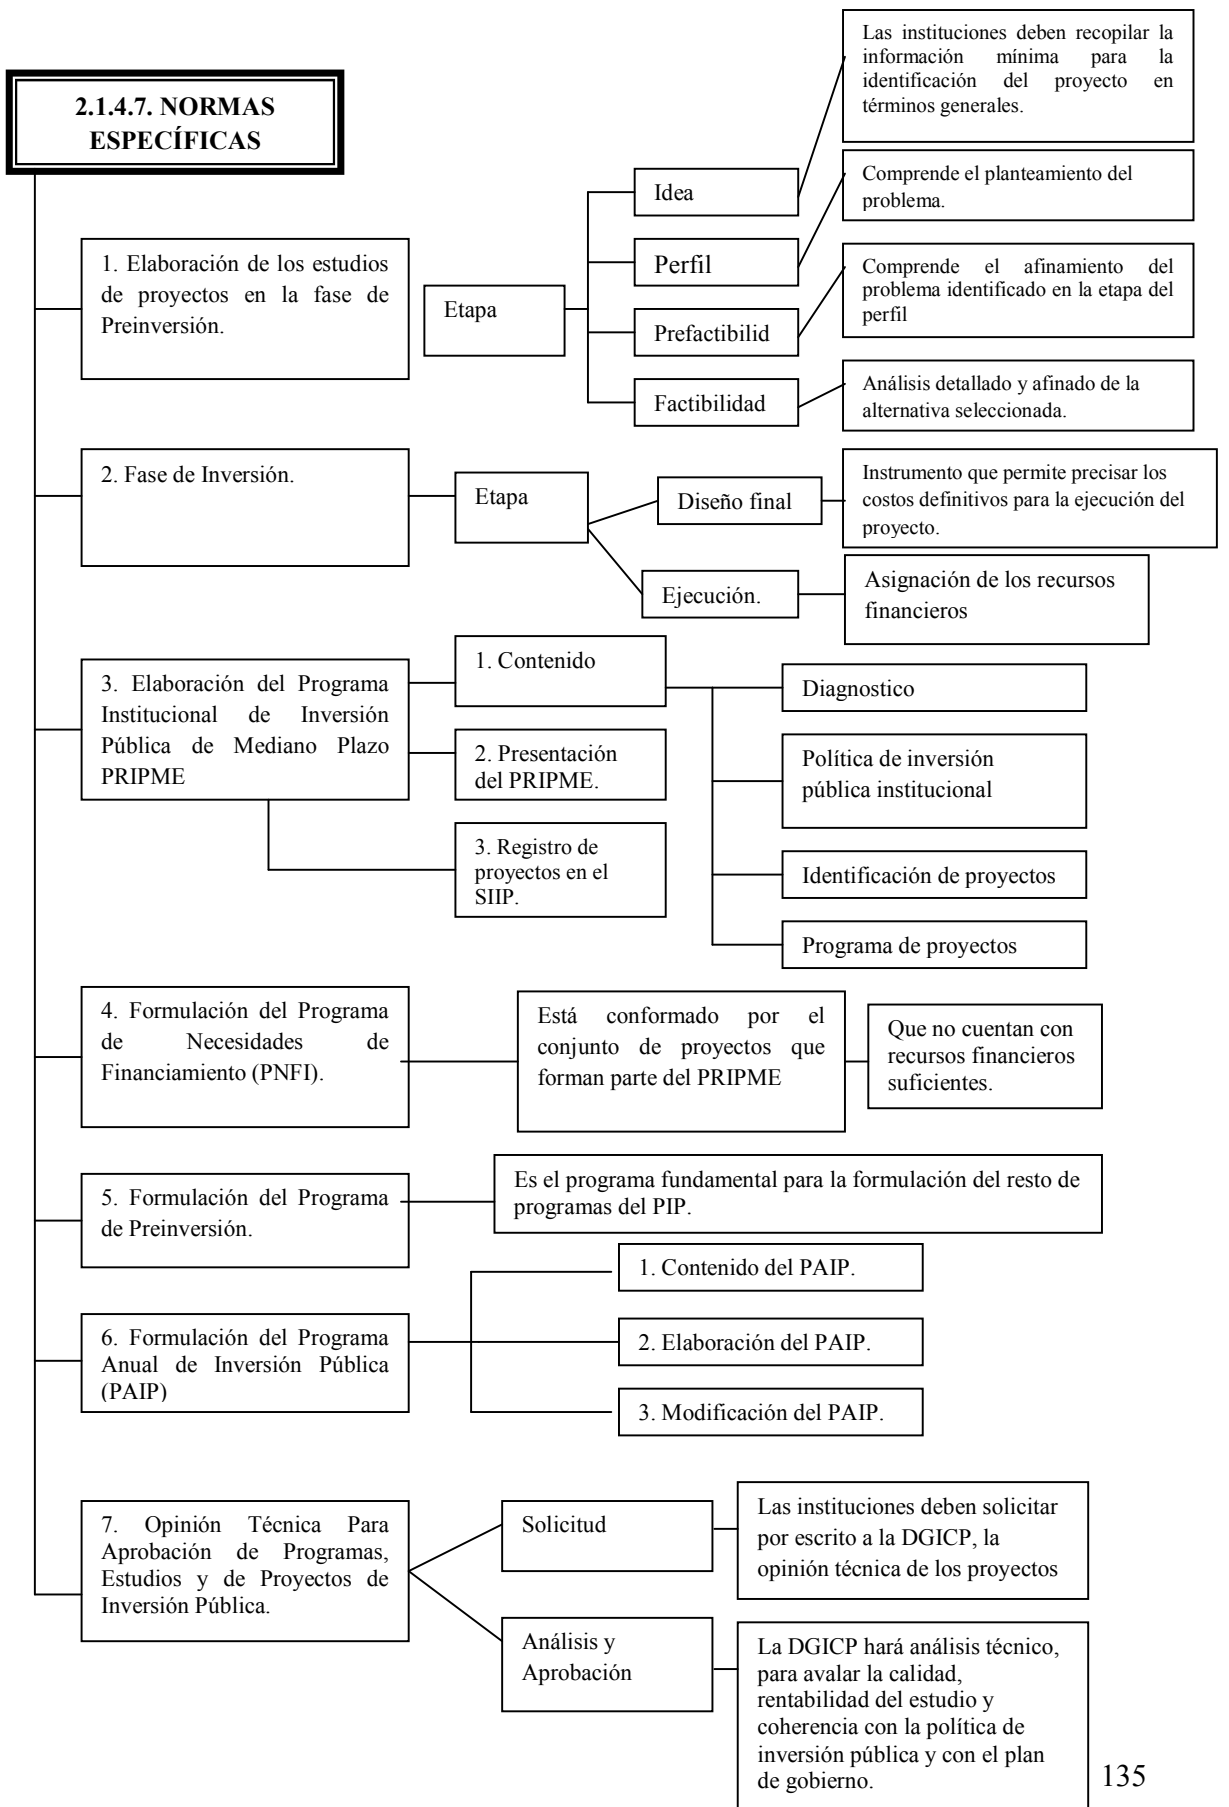 2.1.4.7. NORMAS
ESPECÍFICAS
1. Elaboración de los estudios
de proyectos en la fase de
Preinversión.
Etapa
Idea
Las instituciones deben recopilar la
información mínima para la
identificación del proyecto en
términos generales.
Perfil
Comprende el planteamiento del
problema.
Prefactibilid
Comprende el afinamiento del
problema identificado en la etapa del
perfil
Factibilidad
Análisis detallado y afinado de la
alternativa seleccionada.
2. Fase de Inversión.
Etapa
Diseño final
Instrumento que permite precisar los
costos definitivos para la ejecución del
proyecto.
Ejecución.
Asignación de los recursos
financieros
3. Elaboración del Programa
Institucional de Inversión
Pública de Mediano Plazo
PRIPME
1. Contenido
Diagnostico
Política de inversión
pública institucional
Identificación de proyectos
Programa de proyectos
2. Presentación
del PRIPME.
3. Registro de
proyectos en el
SIIP.
4. Formulación del Programa
de Necesidades de
Financiamiento (PNFI).
Está conformado por el
conjunto de proyectos que
forman parte del PRIPME
Que no cuentan con
recursos financieros
suficientes.
5. Formulación del Programa
de Preinversión.
Es el programa fundamental para la formulación del resto de
programas del PIP.
6. Formulación del Programa
Anual de Inversión Pública
(PAIP)
1. Contenido del PAIP.
2. Elaboración del PAIP.
3. Modificación del PAIP.
7. Opinión Técnica Para
Aprobación de Programas,
Estudios y de Proyectos de
Inversión Pública.
Solicitud
Las instituciones deben solicitar
por escrito a la DGICP, la
opinión técnica de los proyectos
Análisis y
Aprobación
La DGICP hará análisis técnico,
para avalar la calidad,
rentabilidad del estudio y
coherencia con la política de
inversión pública y con el plan
de gobierno.
135